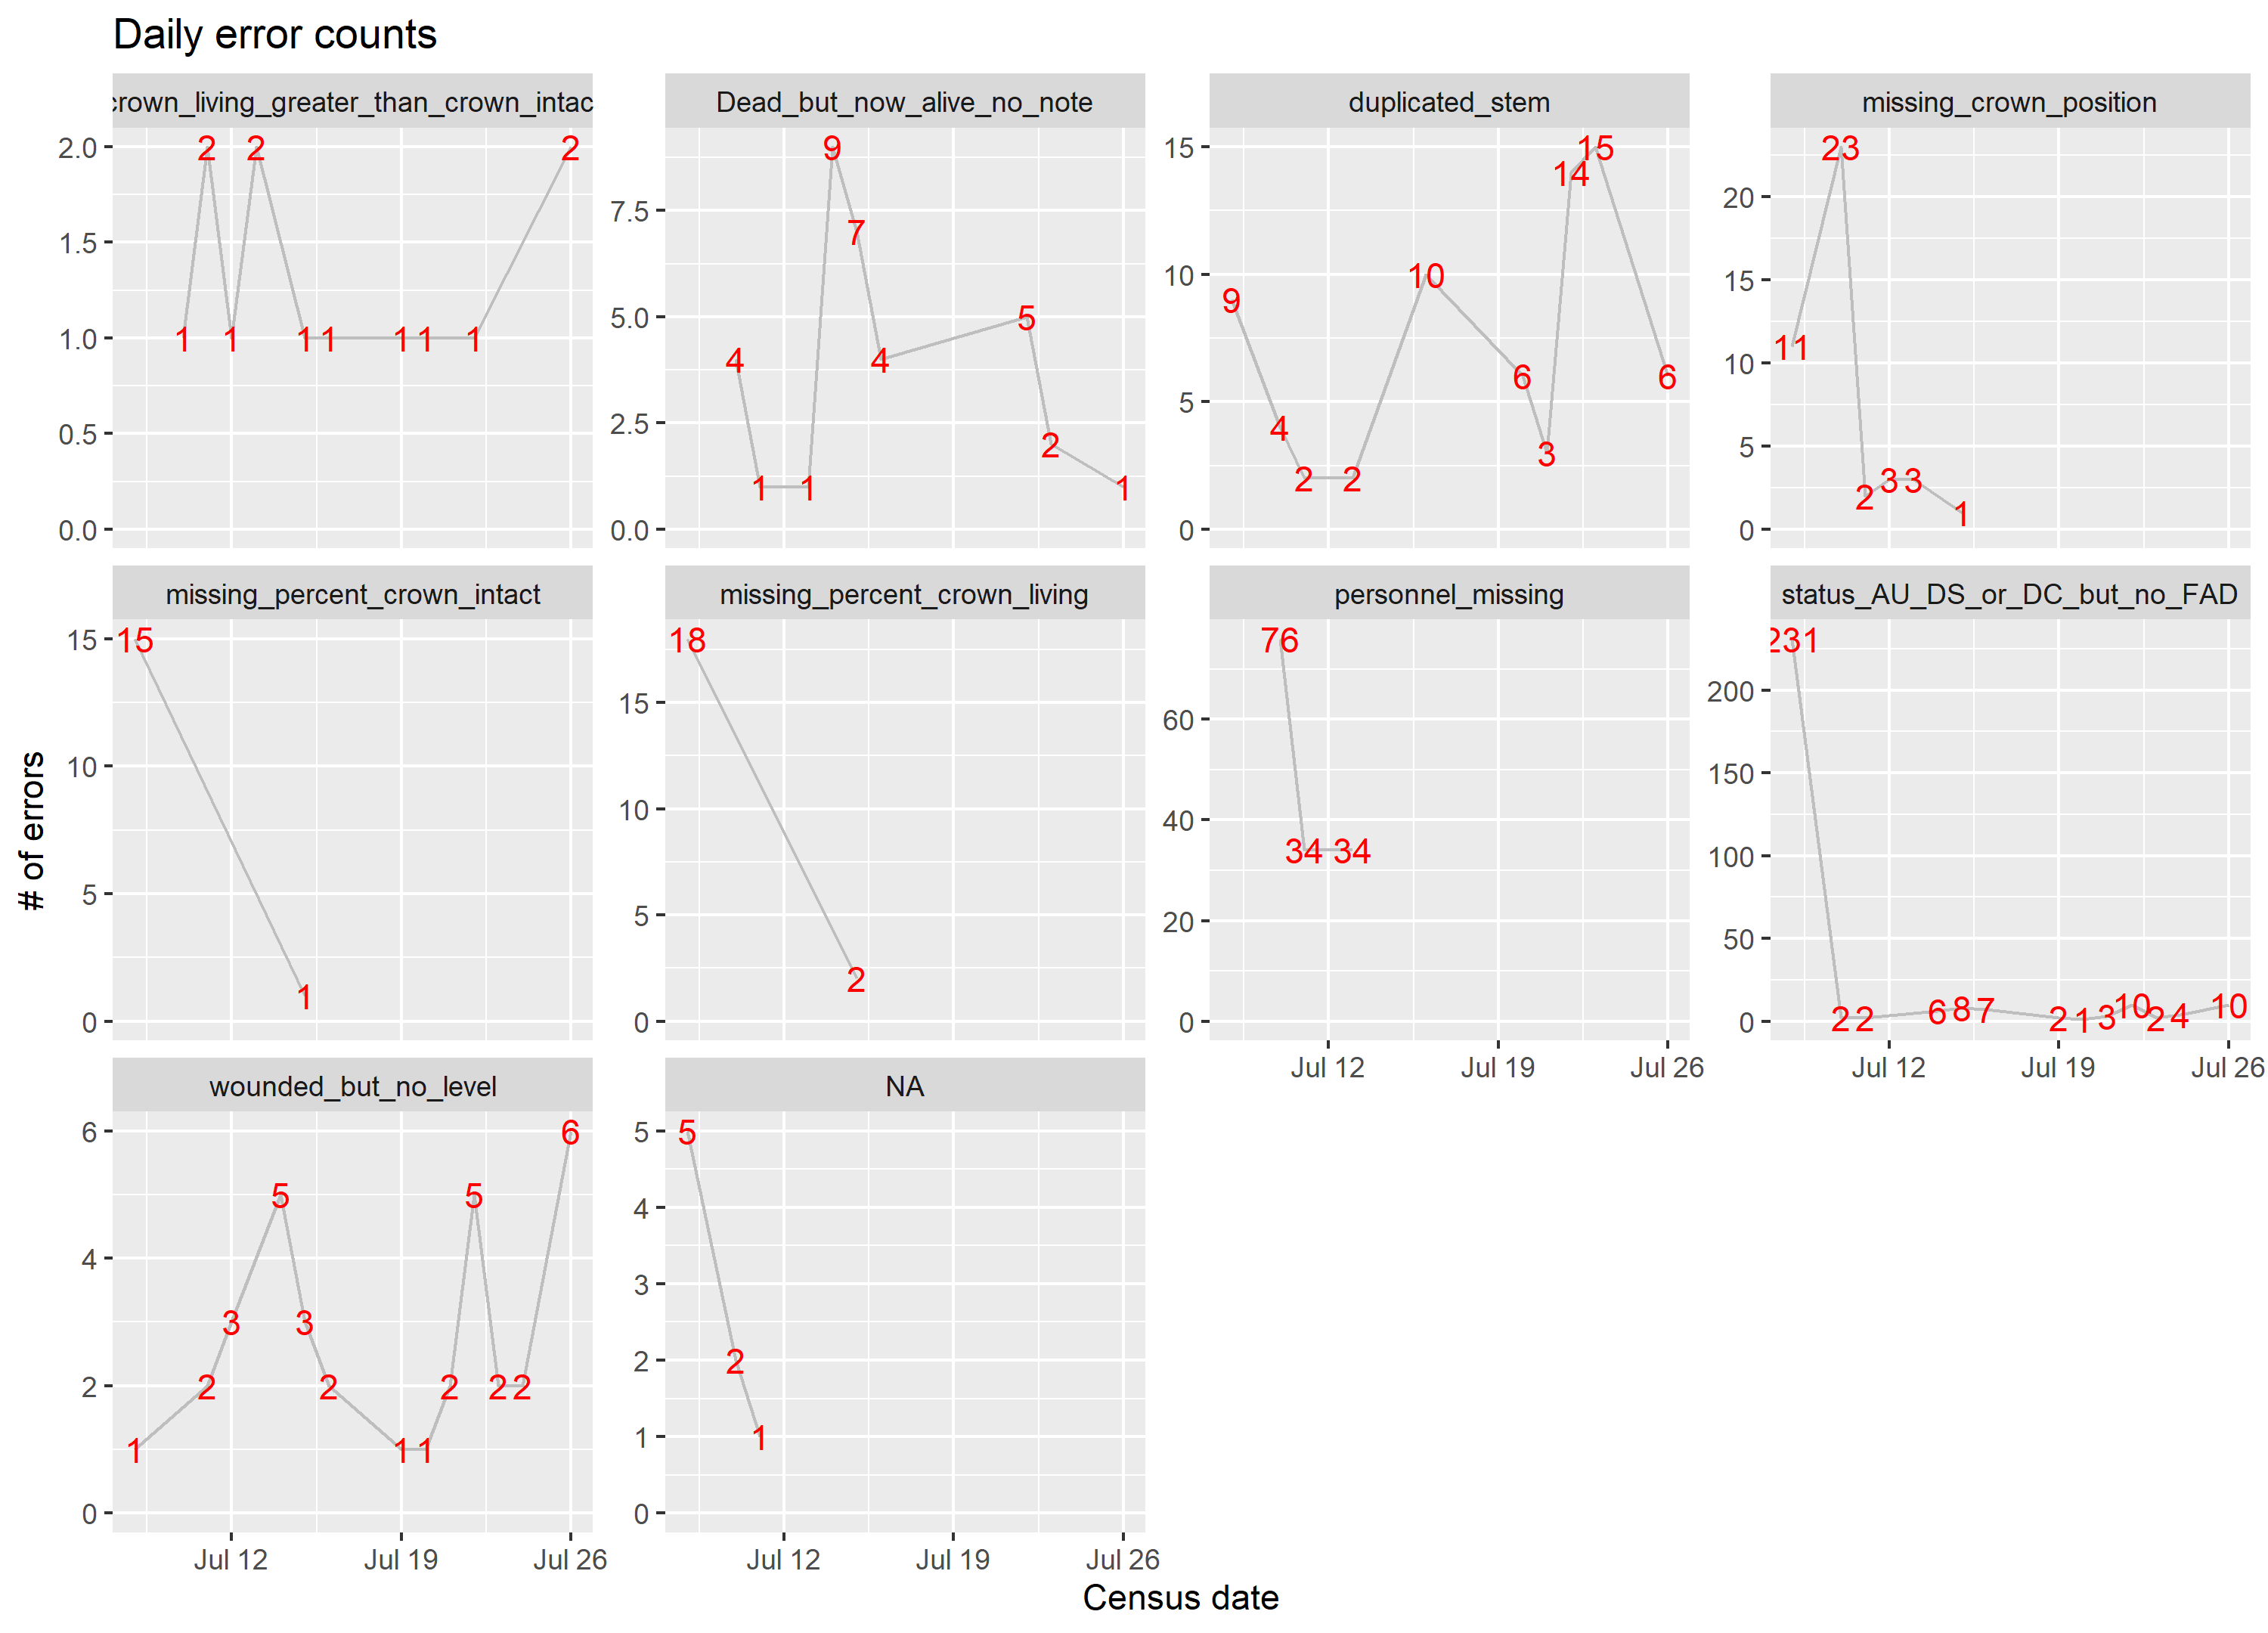 Daily error counts
crown_living_greater_than_crown_intac
Dead_but_now_alive_no_note
duplicated_stem
missing_crown_position
2.0
1.5
1.0
0.5
0.0
1 2 1 2 1 1 1 1 1 2
7.5
5.0
2.5
0.0
4 1 1 9 7 4 5 2 1
15
10
5
0
9 4 2 2 10 6 3 14 15 6
20
15
10
5
0
11 23 2 3 3 1
missing_percent_crown_intact
missing_percent_crown_living
personnel_missing
status_AU_DS_or_DC_but_no_FAD
15
10
5
0
15 1
15
10
5
0
18 2
60
40
20
0
76 34 34
Jul 12 Jul 19 Jul 26
200
150
100
50
0
231 2 2 6 8 7 2 1 3 10 2 4 10
Jul 12 Jul 19 Jul 26
wounded_but_no_level
NA
6
4
2
0
1 2 3 5 3 2 1 1 2 5 2 2 6
Jul 12 Jul 19 Jul 26
5
4
3
2
1
0
5 2 1
Jul 12 Jul 19 Jul 26
# of errors
Census date